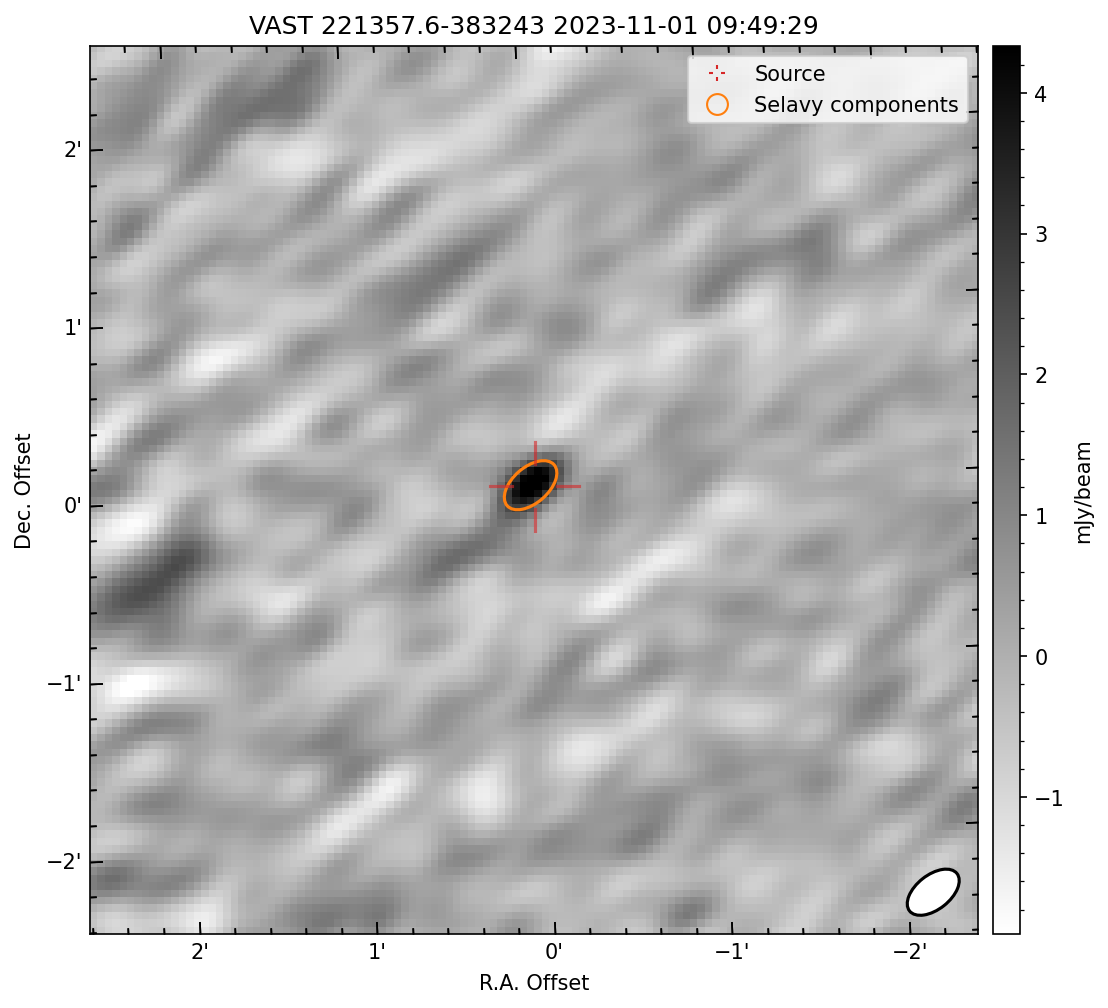 VAST 221357.6-383243 2023-11-01 09:49:29
Source
Selavy components
2'
1'
0'
−1'
−2'
Dec. Offset
2'
1'
0'
−1'
−2'
R.A. Offset
4
3
2
1
0
−1
mJy/beam